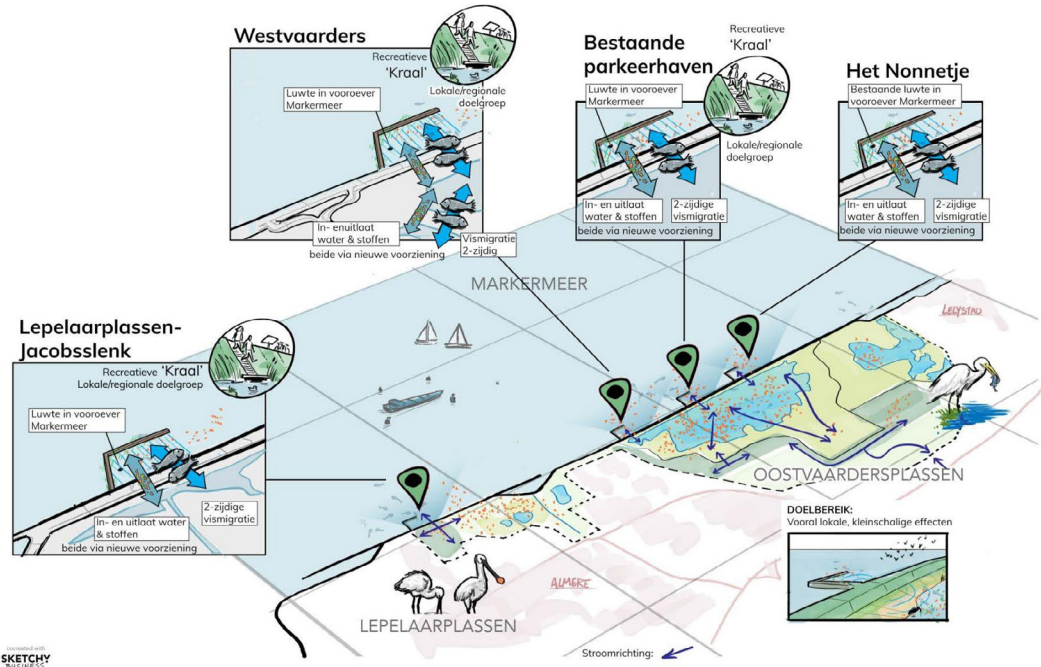 Westvaarders
Recreatieve
'Kraal'
Lokale/regionale
doelgroep
Luwte in vooroever
Markermeer
In- enuitlaat
water & stoffen
Vismigratie
2-zijdig
beide via nieuwe voorziening
Bestaande
parkeerhaven
Recreatieve
'Kraal'
Lokale/regionale
doelgroep
Luwte in vooroever
Markermeer
In- en uitlaat
water & stoffen
2-zijdige
vismigratie
beide via nieuwe voorziening
Het Nonnetje
Bestaande luwte in
vooroever Markermeer
In- en uitlaat
water & stoffen
2-zijdige
vismigratie
beide via nieuwe voorziening
MARKERMEER
LELYSTAD
Lepelaarplassen-
Jacobsslenk
Recreatieve 'Kraal'
Lokale/regionale doelgroep
Luwte in vooroever
Markermeer
2-zijdige
vismigratie
In- en uitlaat water
& stoffen
beide via nieuwe voorziening
OOSTVAARDERSPLASSEN
DOELBEREIK:
Vooral lokale, kleinschalige effecten
ALMERE
LEPELAARPLASSEN
Stroomrichting:
cocreated with
SKETCHY
BUSINESS